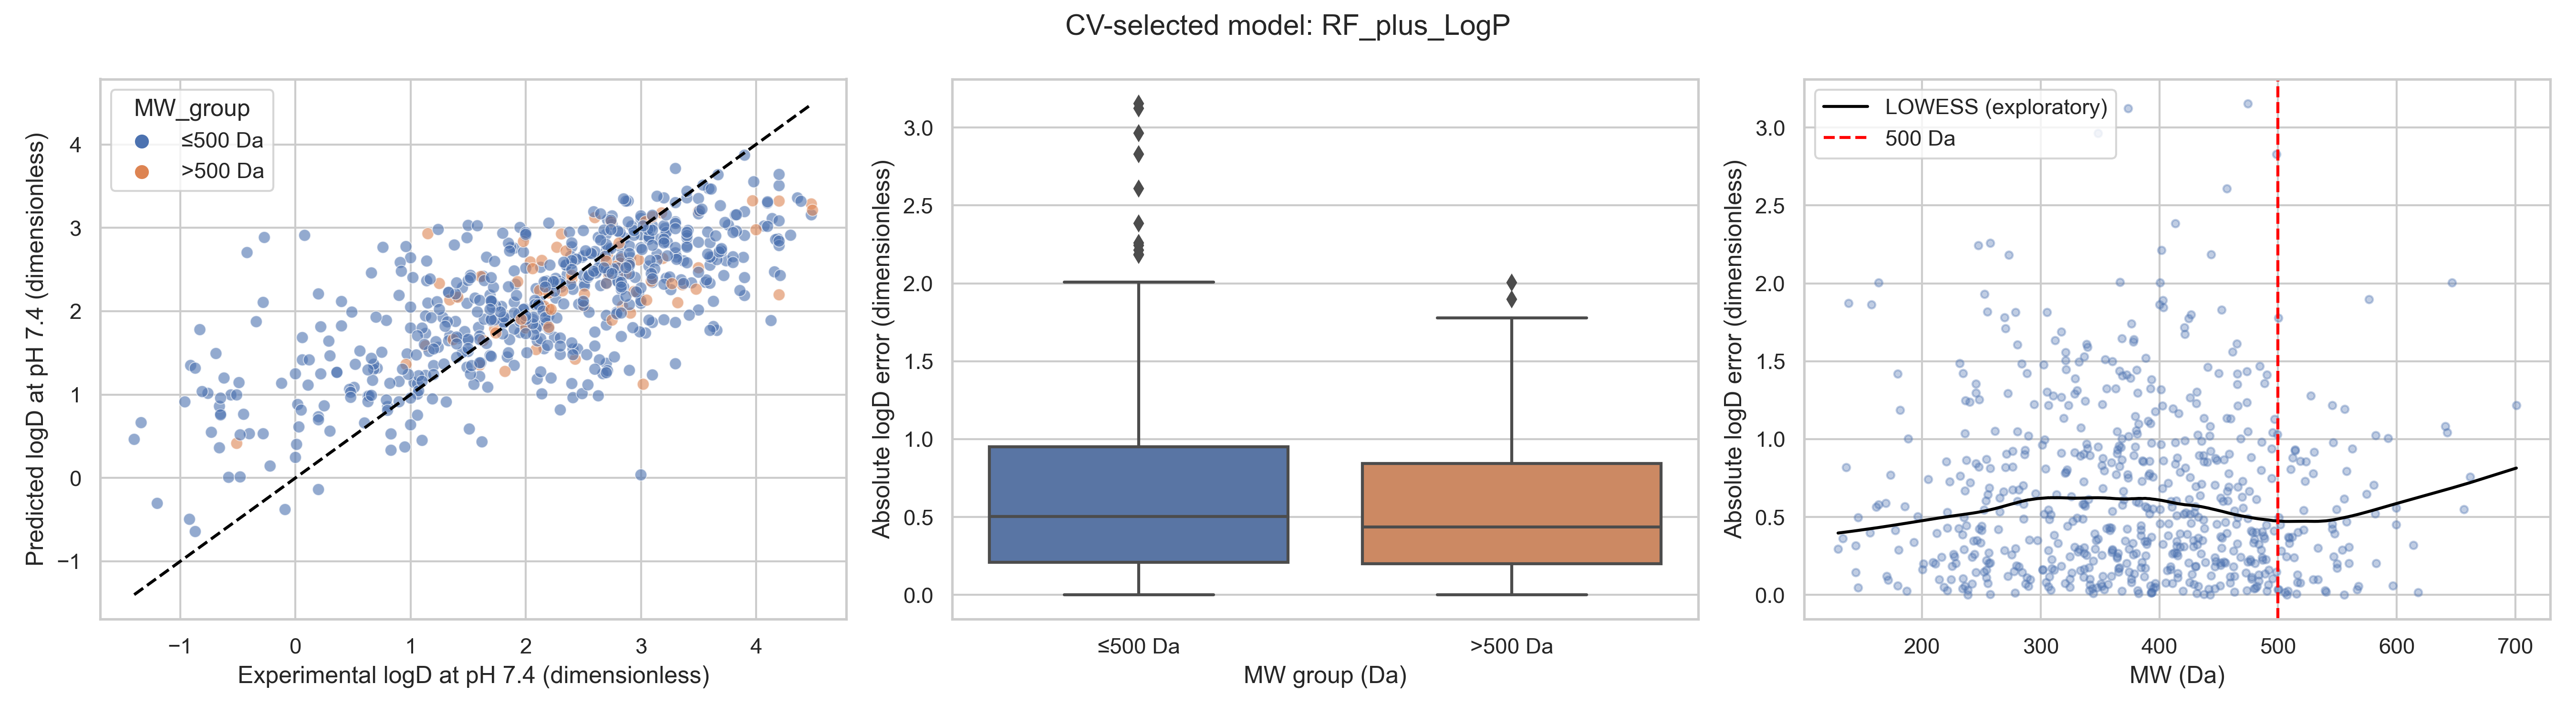 CV-selected model: RF_plus_LogP
MW_group
≤500 Da
>500 Da
4
3
2
1
0
−1
Predicted logD at pH 7.4 (dimensionless)
−1 0 1 2 3 4
Experimental logD at pH 7.4 (dimensionless)
3.0
2.5
2.0
1.5
1.0
0.5
0.0
Absolute logD error (dimensionless)
≤500 Da >500 Da
MW group (Da)
LOWESS (exploratory)
500 Da
3.0
2.5
2.0
1.5
1.0
0.5
0.0
Absolute logD error (dimensionless)
200 300 400 500 600 700
MW (Da)